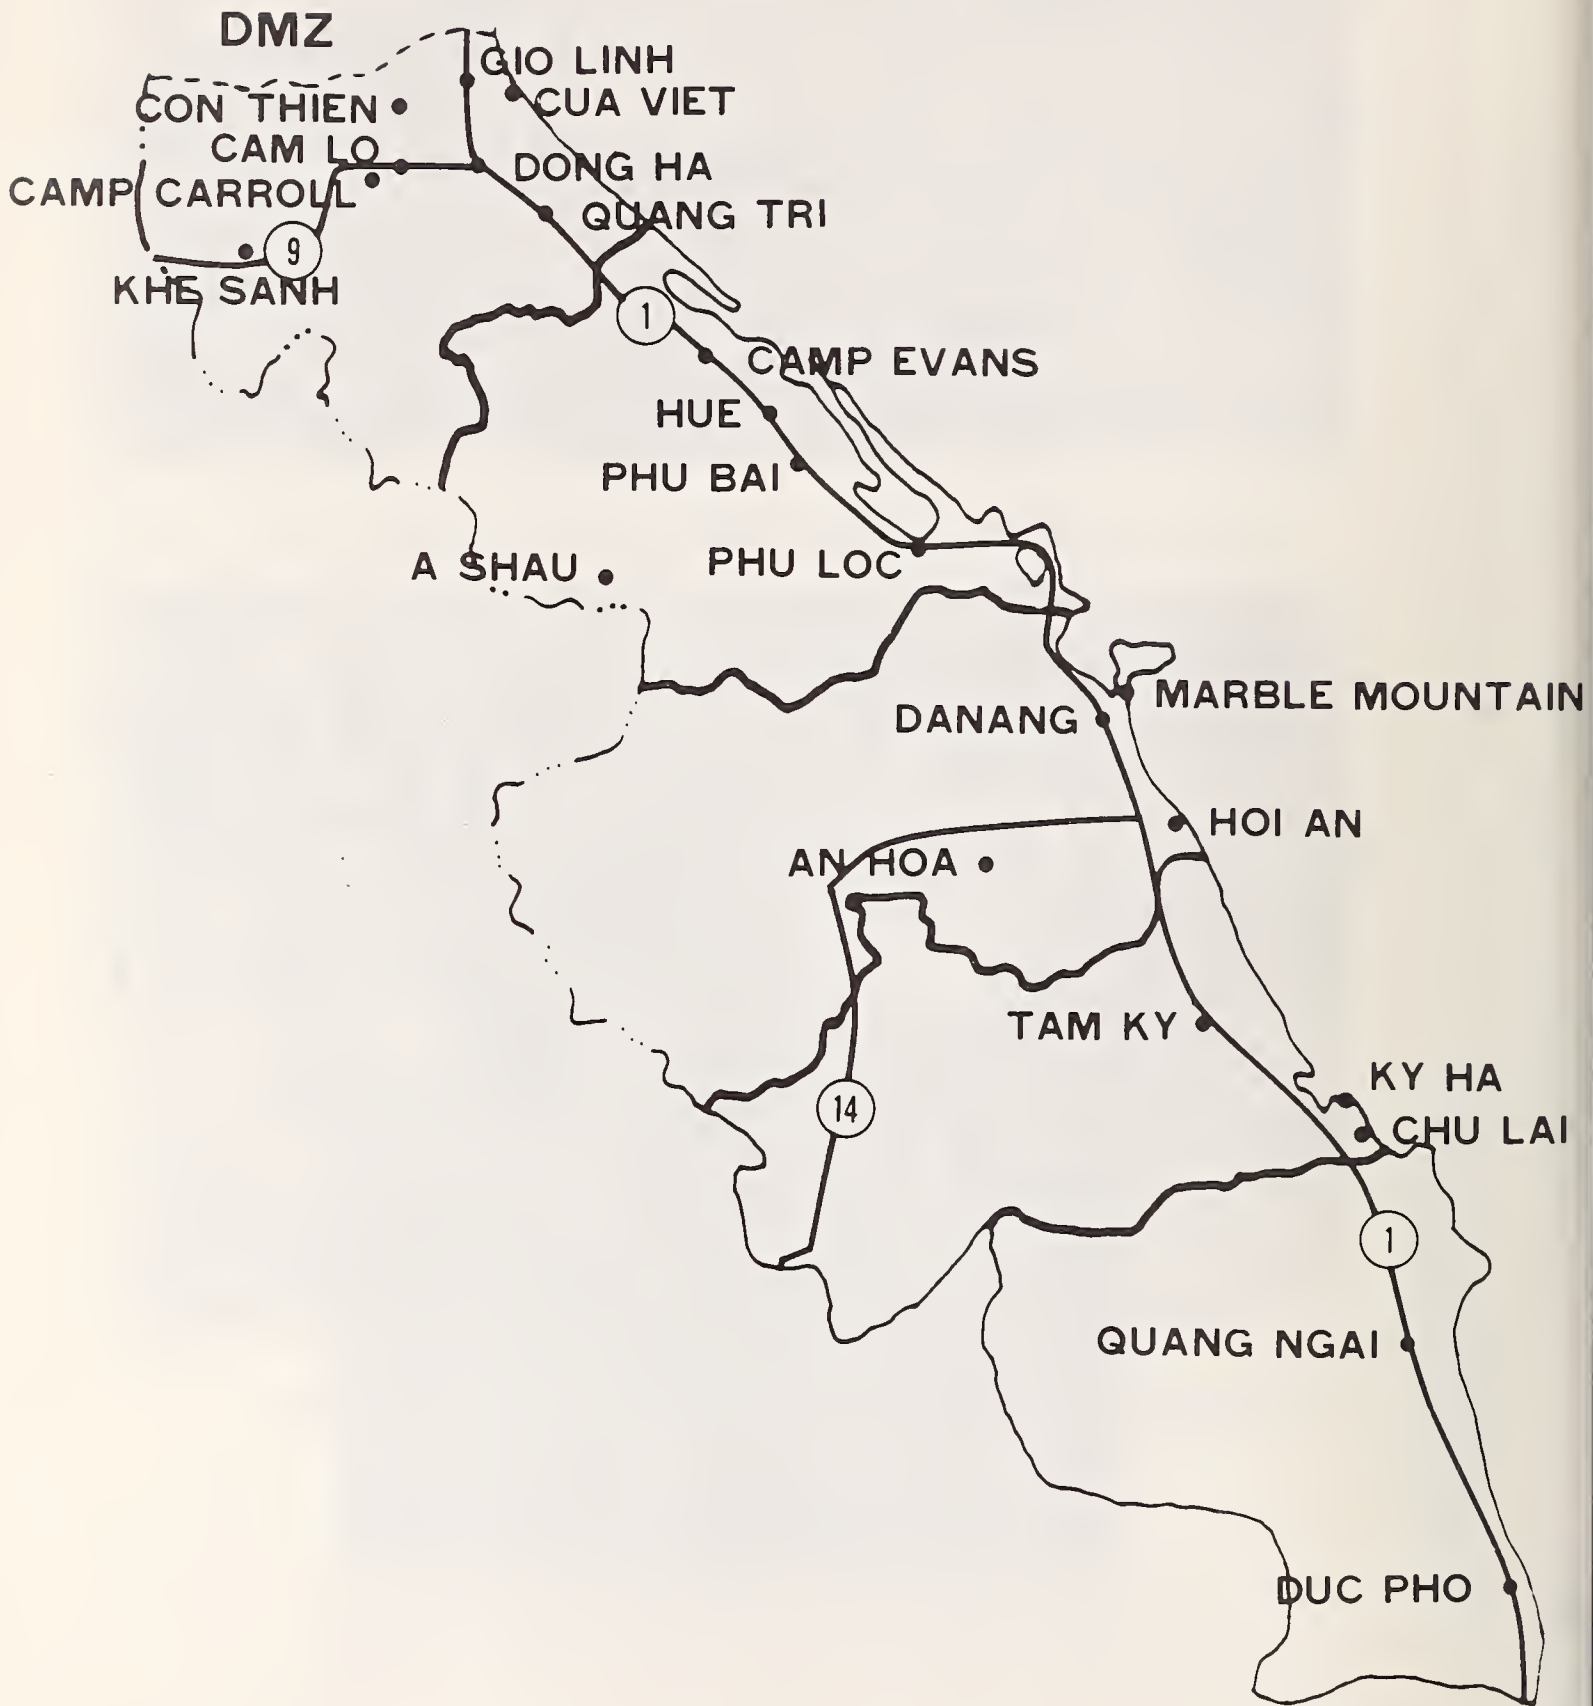 DMZ
GIO LINH
CUA VIET
CON THIEN
CAM LO
DONG HA
CAMP CARROLL
QUANG TRI
9
KHE SANH
1
CAMP EVANS
HUE
PHU BAI
A SHAU
PHU LOC
MARBLE MOUNTAIN
DANANG
HOI AN
AN HOA
TAM KY
KY HA
14
CHU LAI
1
QUANG NGAI
DUC PHO